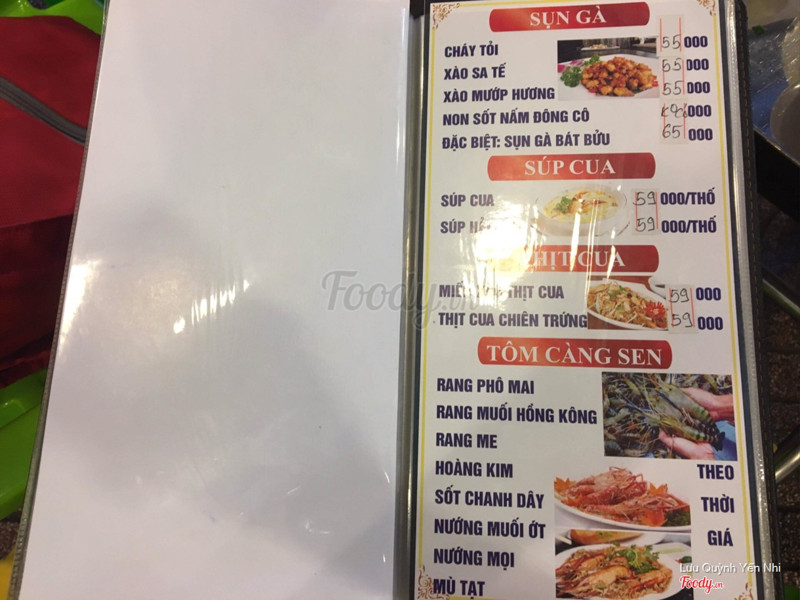 SỤN GÀ
CHÁY TỎI 55 000
XÀO SA TẾ 55 000
XÀO MƯỚP HƯƠNG 55 000
NON SỐT NẤM ĐÔNG CÔ 000
ĐẶC BIỆT: SỤN GÀ BÁT BỬU 65 000
SÚP CUA
SÚP CUA 59 000/THỐ
SÚP 59 000/THỐ
THỊT CUA
THỊT CUA 59 000
THỊT CUA CHIÊN TRỨNG 59 000
TÔM CÀNG SEN
RANG PHÔ MAI
RANG MUỐI HỒNG KÔNG
RANG ME
HOÀNG KIM THEO
SỐT CHANH DÂY THỜI
NƯỚNG MUỐI ỚT GIÁ
NƯỚNG MỌI
MÙ TẠT
Foody.vn
Lưu Quỳnh Yến Nhi
Foody.vn